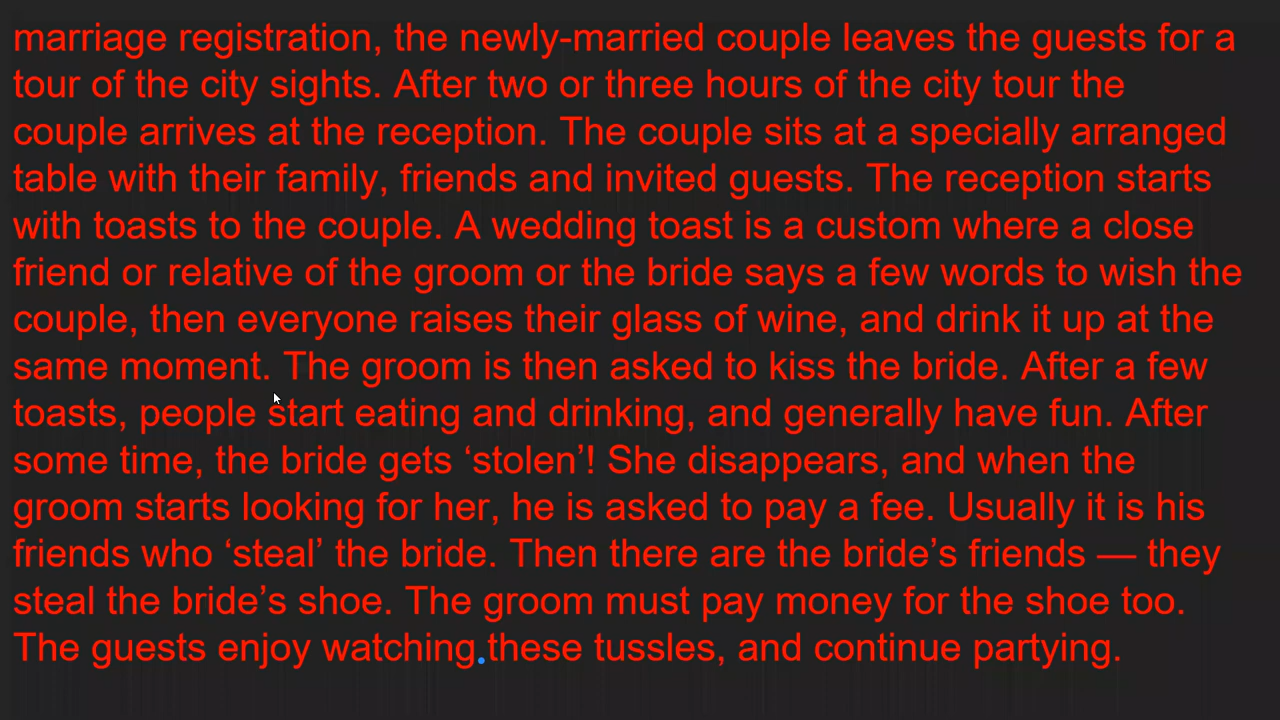 marriage registration, the newly-married couple leaves the guests for a
tour of the city sights. After two or three hours of the city tour the
couple arrives at the reception. The couple sits at a specially arranged
table with their family, friends and invited guests. The reception starts
with toasts to the couple. A wedding toast is a custom where a close
friend or relative of the groom or the bride says a few words to wish the
couple, then everyone raises their glass of wine, and drink it up at the
same moment. The groom is then asked to kiss the bride. After a few
toasts, people start eating and drinking, and generally have fun. After
some time, the bride gets ‘stolen’! She disappears, and when the
groom starts looking for her, he is asked to pay a fee. Usually it is his
friends who ‘steal’ the bride. Then there are the bride’s friends — they
steal the bride’s shoe. The groom must pay money for the shoe too.
The guests enjoy watching.these tussles, and continue partying.